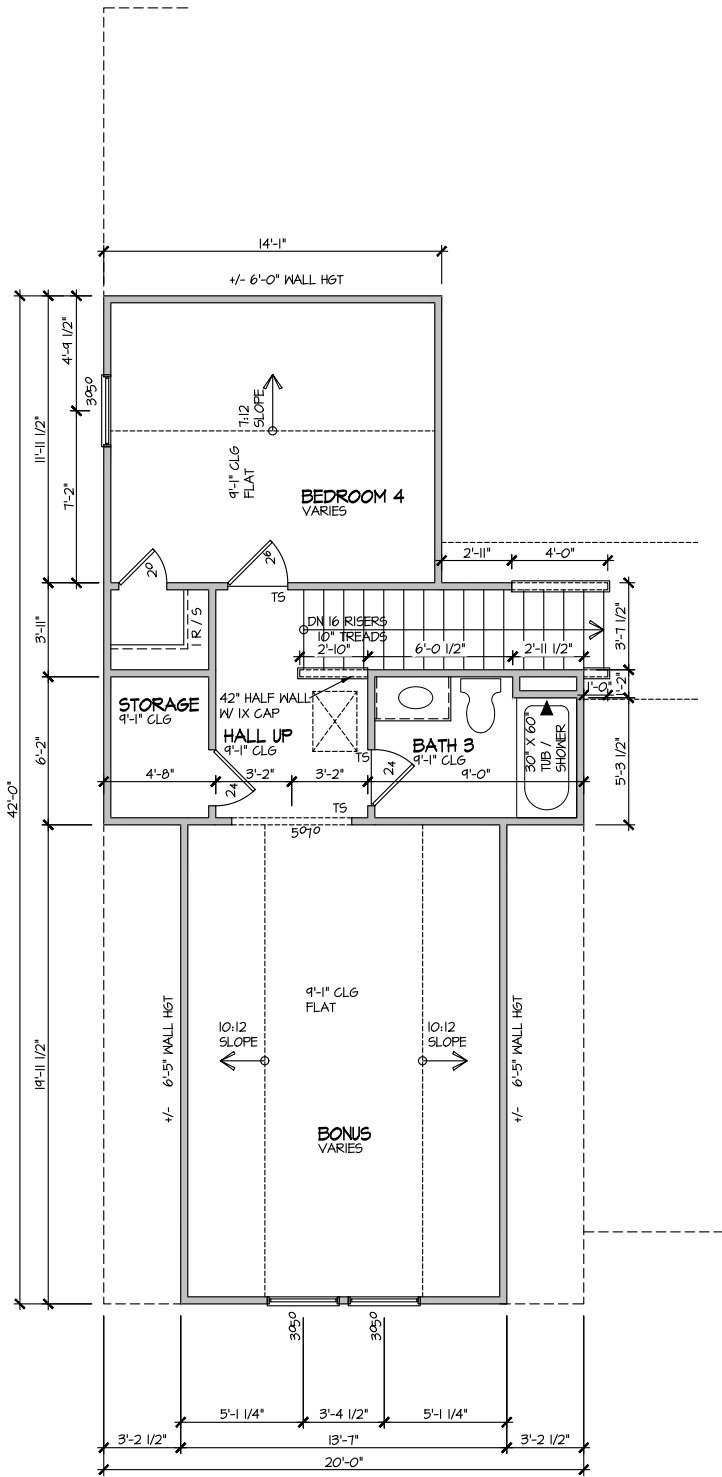 14'-1"
+/- 6'-0" WALL HGT
4'-9 1/2"
3050
7:12
SLOPE
11'-11 1/2"
7'-2"
9'-1" CLG
FLAT
BEDROOM 4
VARIES
20
26
2'-11"
4'-0"
TS
R / S
DN 16 RISERS
10" TREADS
3'-11"
3'-7 1/2"
2'-10"
6'-0 1/2"
2'-11 1/2"
1'-0"
1'-2"
42" HALF WALL
W/ 1X CAP
STORAGE
9'-1" CLG
HALL UP
9'-1" CLG
BATH 3
9'-1" CLG
TS
30" X 60"
TUB /
SHOWER
6'-2"
5'-3 1/2"
4'-8"
3'-2"
3'-2"
9'-0"
24
24
TS
5070
42'-0"
9'-1" CLG
FLAT
10:12
SLOPE
10:12
SLOPE
+/- 6'-5" WALL HGT
+/- 6'-5" WALL HGT
19'-11 1/2"
BONUS
VARIES
3050
3050
5'-1 1/4"
3'-4 1/2"
5'-1 1/4"
3'-2 1/2"
13'-7"
3'-2 1/2"
20'-0"